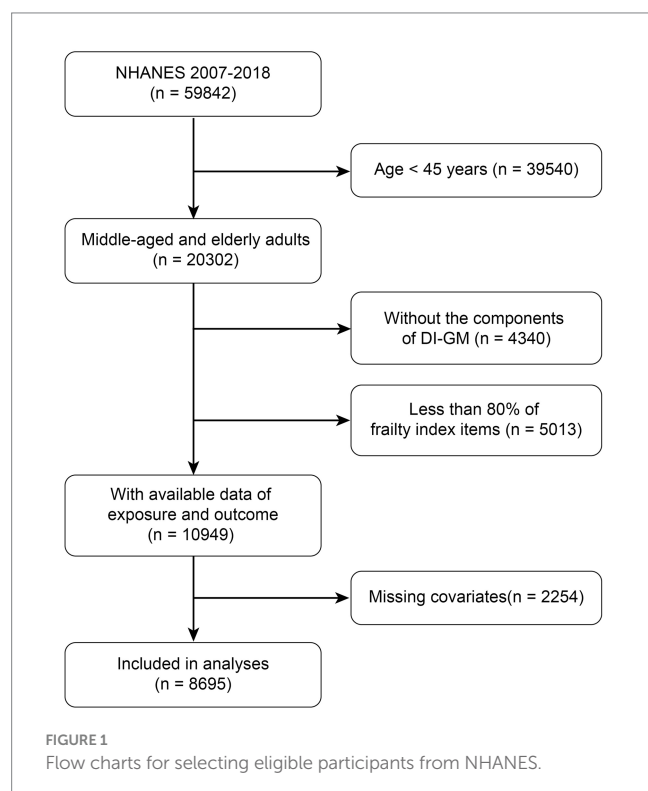 NHANES 2007-2018
(n = 59842)
Age < 45 years (n = 39540)
Middle-aged and elderly adults
(n = 20302)
Without the components
of DI-GM (n = 4340)
Less than 80% of
frailty index items (n = 5013)
With available data of
exposure and outcome
(n = 10949)
Missing covariates(n = 2254)
Included in analyses
(n = 8695)
FIGURE 1
Flow charts for selecting eligible participants from NHANES.